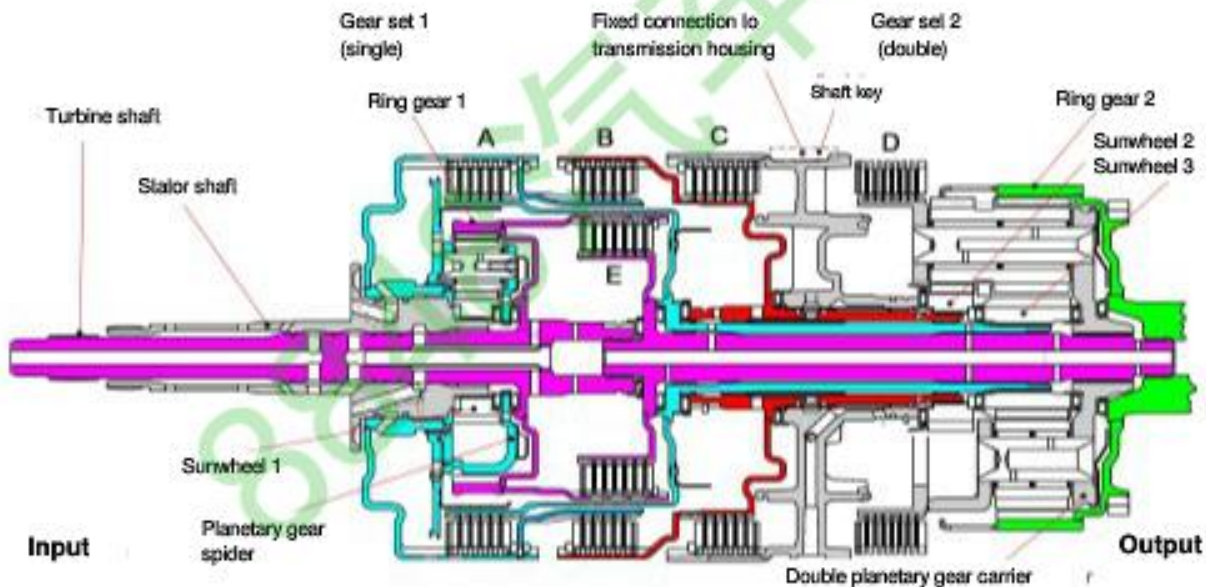 Gear set 1
(single)
Fixed connection lo
transmission housing
Gear sel 2
(double)
Shaft key
Ring gear 1
Ring gear 2
Turbine shaft
A
B
C
D
Sunwheel 2
Sunwheel 3
Slalor shafl
E
Sunwheel 1
Planetary gear
spider
Input
Output
Double planetary gear carrier